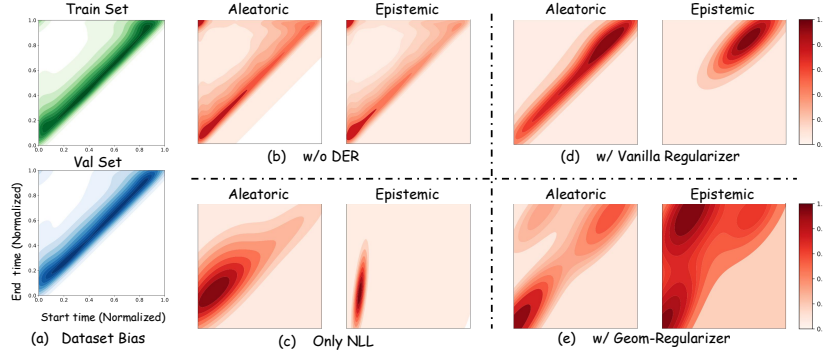 Train Set
1.0
0.8
0.6
0.4
0.2
0.0
0.0 0.2 0.4 0.6 0.8 1.0
Val Set
1.0
0.8
0.6
0.4
0.2
0.0
0.0 0.2 0.4 0.6 0.8 1.0
End time (Normalized)
Start time (Normalized)
(a) Dataset Bias
Aleatoric Epistemic
(b) w/o DER
Aleatoric Epistemic
(c) Only NLL
Aleatoric Epistemic
(d) w/ Vanilla Regularizer
Aleatoric Epistemic
(e) w/ Geom-Regularizer